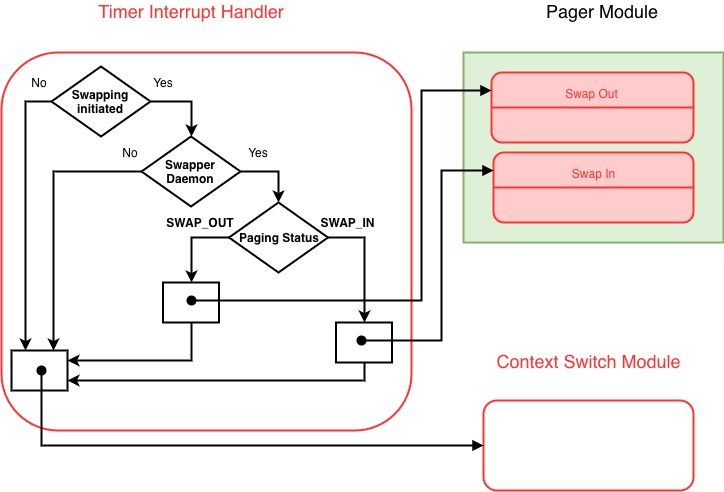 Timer Interrupt Handler
Pager Module
No
Yes
Swapping
initiated
Swap Out
No
Yes
Swapper
Daemon
Swap In
SWAP_OUT
SWAP_IN
Paging Status
Context Switch Module